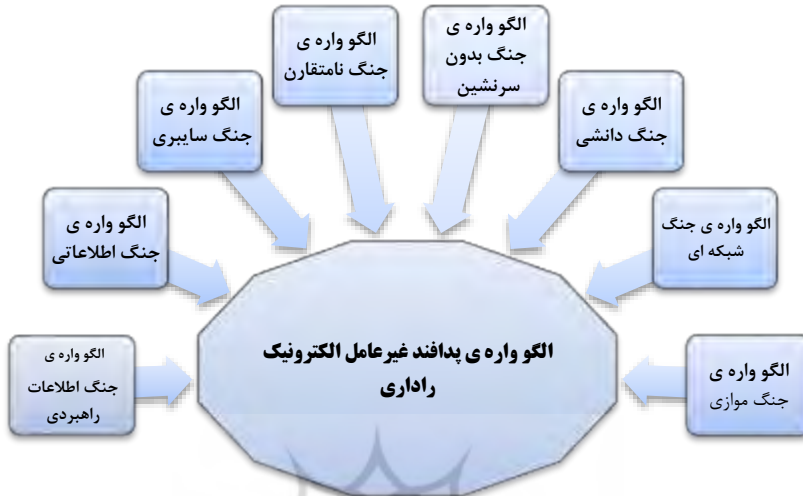 الگو واره ی
جنگ بدون
سرنشین
الگو واره ی
جنگ نامتقارن
الگو واره ی
جنگ دانشی
الگو واره ی
جنگ سایبری
الگو واره ی جنگ
شبکه ای
الگو واره ی
جنگ اطلاعاتی
الگو واره ی پدافند غیرعامل الکترونیک
راداری
الگو واره ی
جنگ موازی
الگو واره ی
جنگ اطلاعات
راهبردی